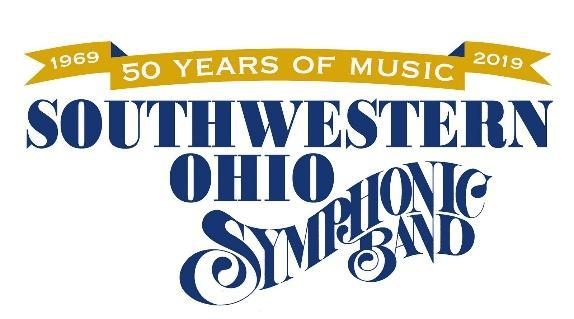 1969 50 YEARS OF MUSIC 2019
SOUTHWESTERN
OHIO
SYMPHONIC
BAND